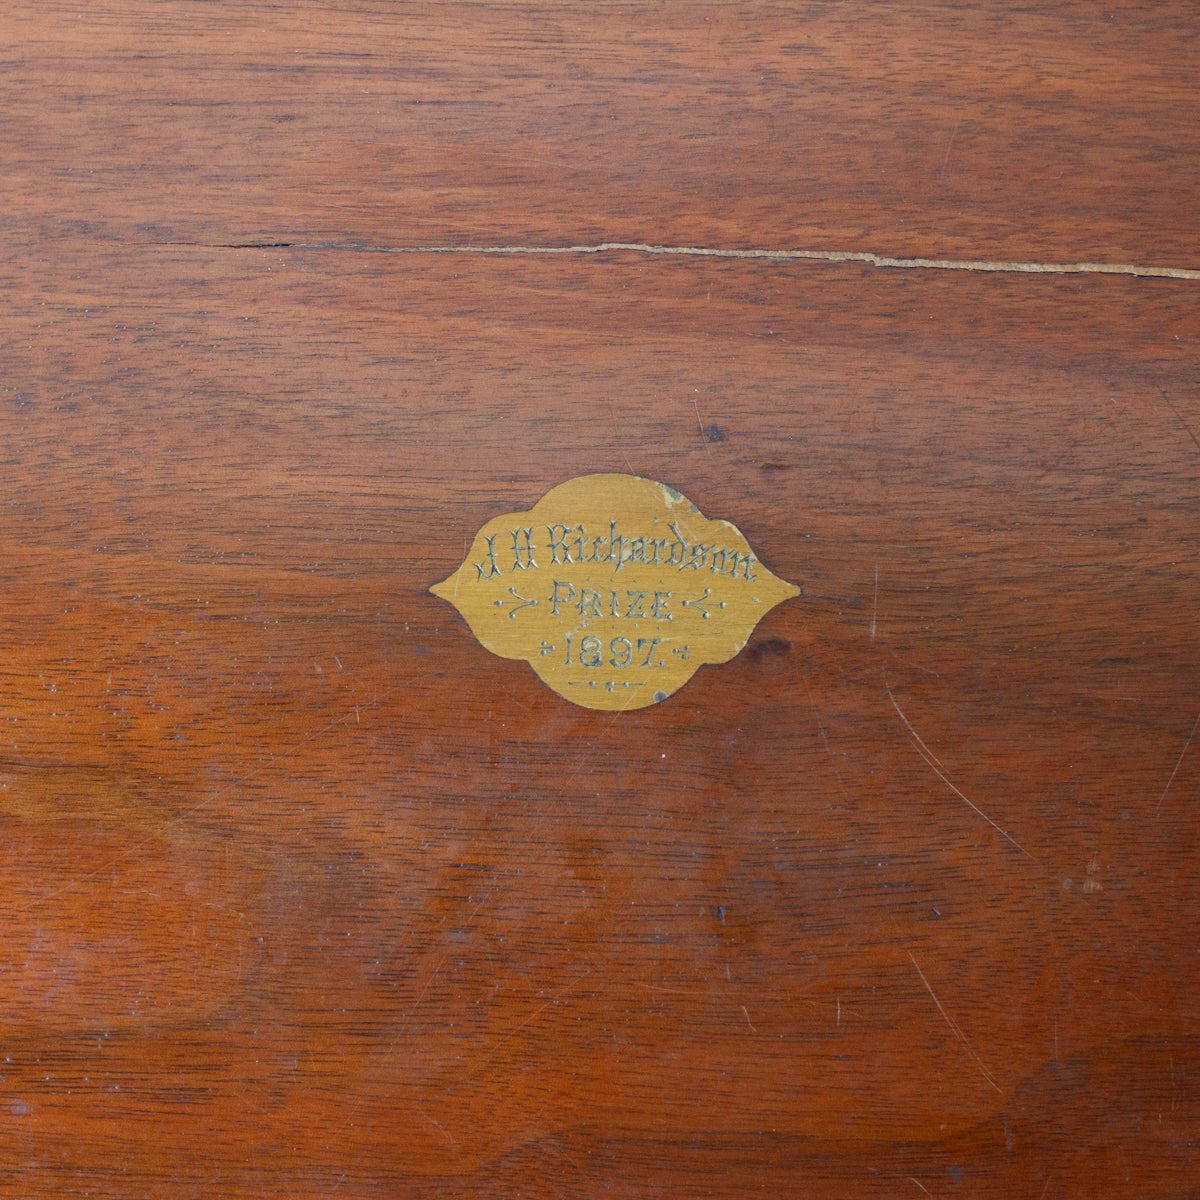 J H Richardson
PRIZE
1897.